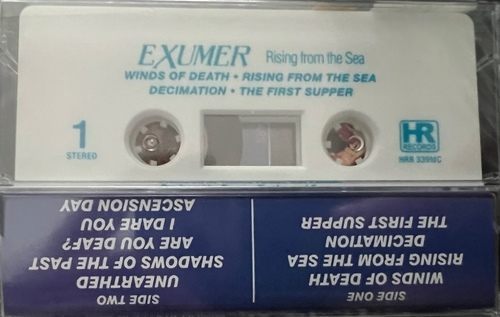 EXUMER Rising from the Sea
WINDS OF DEATH • RISING FROM THE SEA
DECIMATION • THE FIRST SUPPER
1
STEREO
HR
RECORDS
HRR 339MC
SIDE ONE
WINDS OF DEATH
RISING FROM THE SEA
DECIMATION
THE FIRST SUPPER
SIDE TWO
UNEARTHED
SHADOWS OF THE PAST
ARE YOU DEAF?
I DARE YOU
ASCENSION DAY